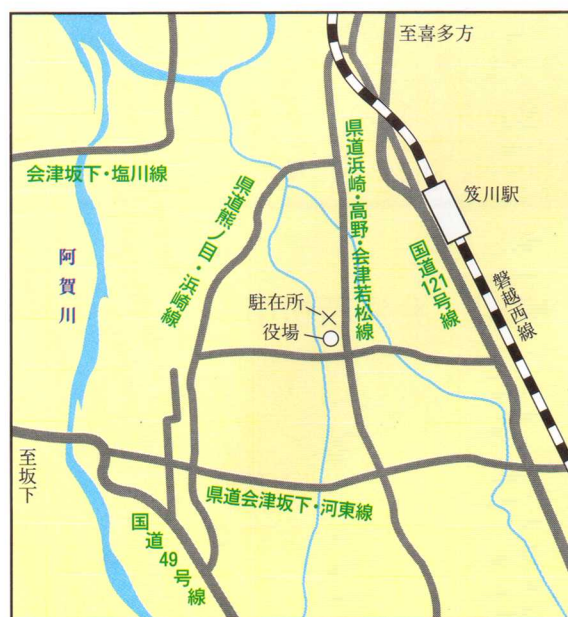 至喜多方
会津坂下・塩川線
県道浜崎・高野・会津若松線
県道熊ノ目・浜崎線
笈川駅
阿賀川
国道121号線
磐越西線
駐在所
役場
至坂下
県道会津坂下・河東線
国道49号線